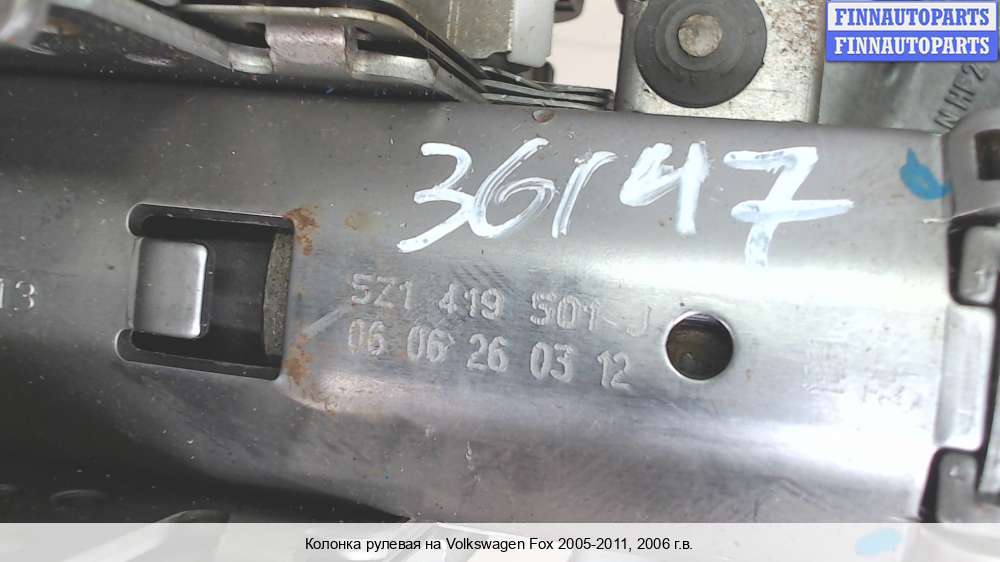 FINNAUTOPARTS
FINNAUTOPARTS
36147
5Z1 419 501-J
06 06 26 03 12
13
Колонка рулевая на Volkswagen Fox 2005-2011, 2006 г.в.